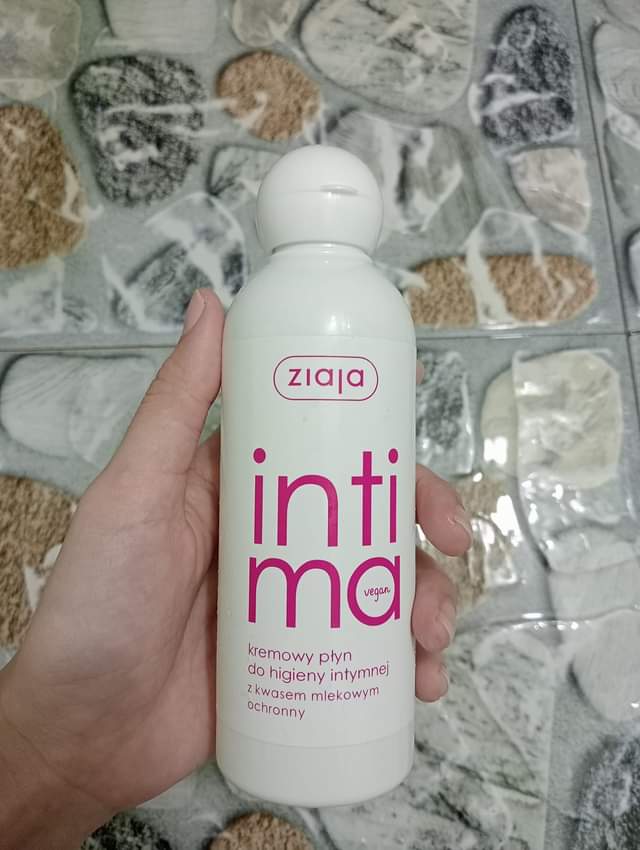 ziaja
inti
ma
vegan
kremowy płyn
do higieny intymnej
z kwasem mlekowym
ochronny